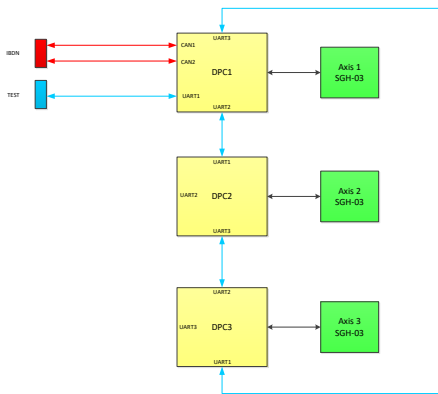 UART3
IBDN
CAN1
CAN2
DPC1
Axis 1
SGH-03
TEST
UART1
UART2
UART1
UART2
DPC2
Axis 2
SGH-03
UART3
UART2
UART3
DPC3
Axis 3
SGH-03
UART1